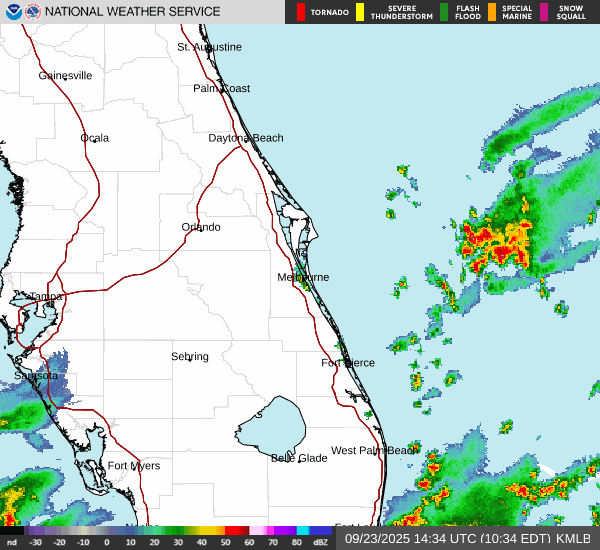 NATIONAL WEATHER SERVICE
TORNADO
SEVERE THUNDERSTORM
FLASH FLOOD
SPECIAL MARINE
SNOW SQUALL
St. Augustine
Gainesville
Palm Coast
Ocala
Daytona Beach
Orlando
Melbourne
Tampa
Sebring
Fort Pierce
Sarasota
West Palm Beach
Belle Glade
Fort Myers
nd -30 -20 -10 0 10 20 30 40 50 60 70 80 dBZ
09/23/2025 14:34 UTC (10:34 EDT) KMLB